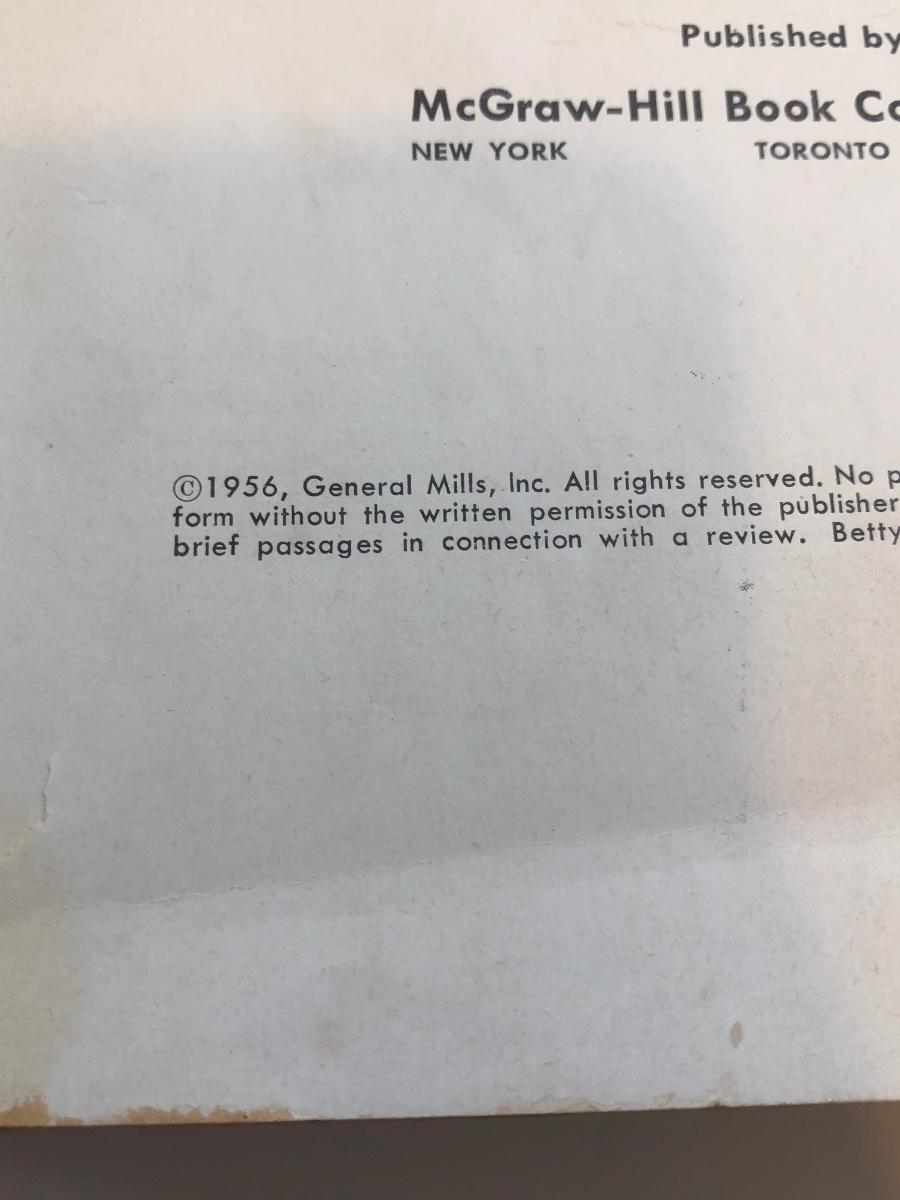 Published by
McGraw-Hill Book Co
NEW YORK TORONTO
©1956, General Mills, Inc. All rights reserved. No p
form without the written permission of the publisher
brief passages in connection with a review. Betty